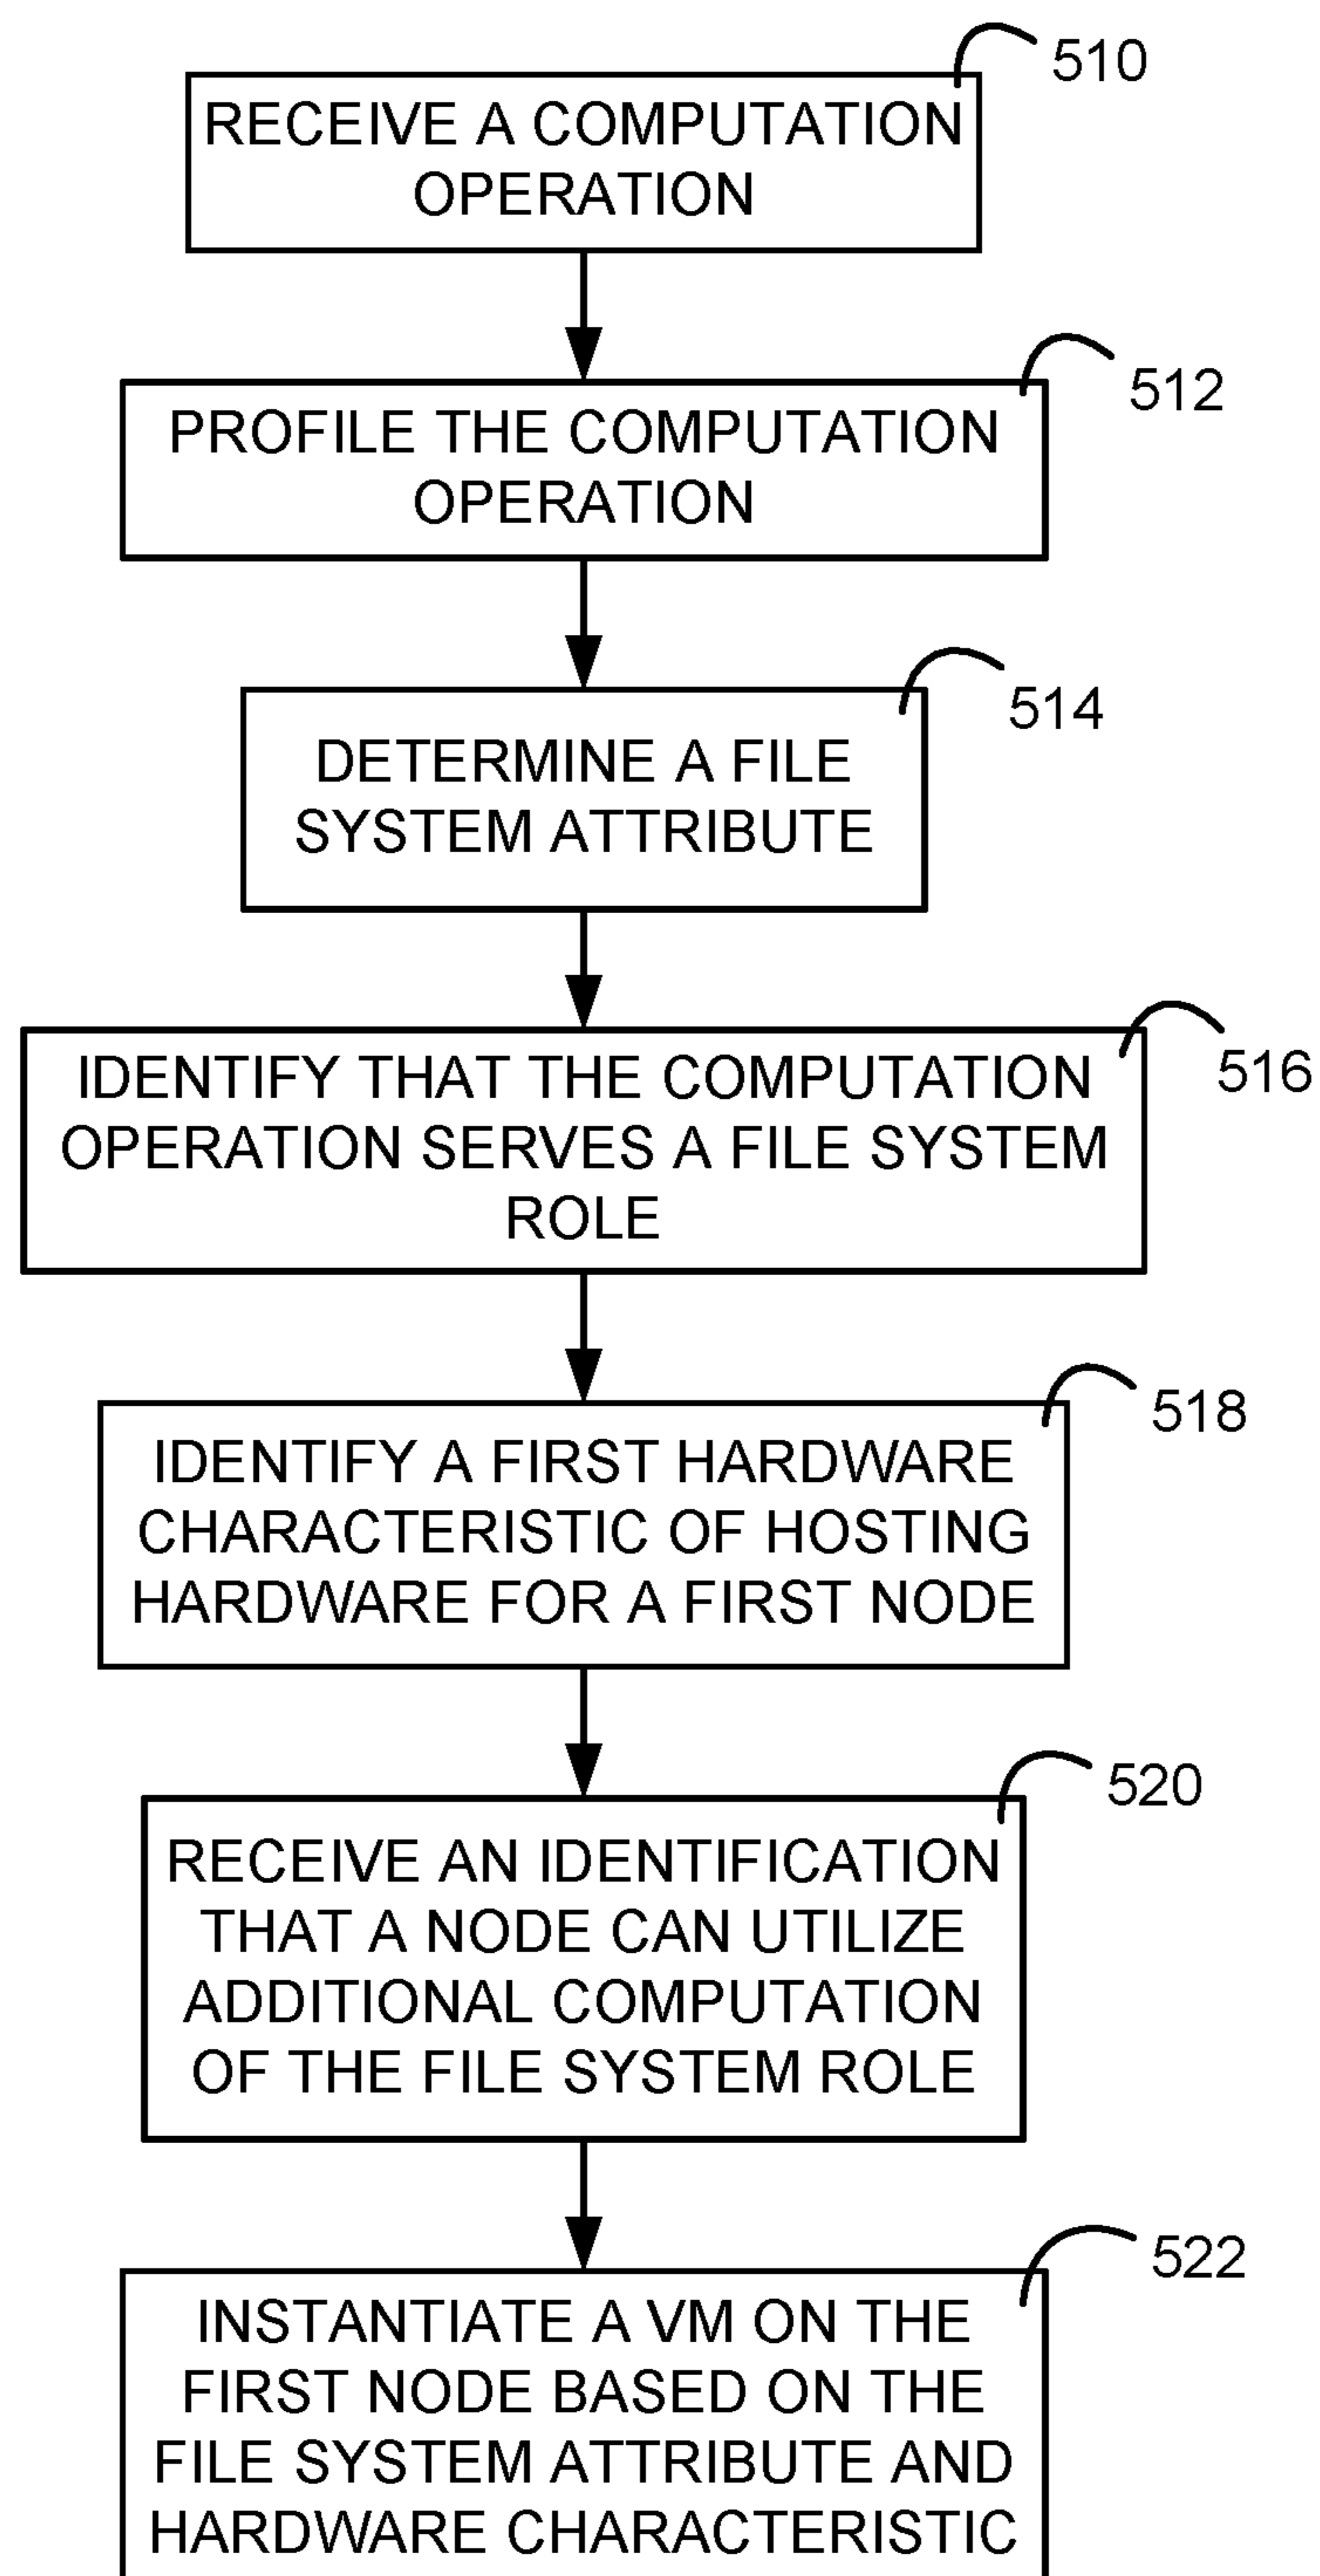 510
RECEIVE A COMPUTATION
OPERATION
512
PROFILE THE COMPUTATION
OPERATION
514
DETERMINE A FILE
SYSTEM ATTRIBUTE
516
IDENTIFY THAT THE COMPUTATION
OPERATION SERVES A FILE SYSTEM
ROLE
518
IDENTIFY A FIRST HARDWARE
CHARACTERISTIC OF HOSTING
HARDWARE FOR A FIRST NODE
520
RECEIVE AN IDENTIFICATION
THAT A NODE CAN UTILIZE
ADDITIONAL COMPUTATION
OF THE FILE SYSTEM ROLE
522
INSTANTIATE A VM ON THE
FIRST NODE BASED ON THE
FILE SYSTEM ATTRIBUTE AND
HARDWARE CHARACTERISTIC